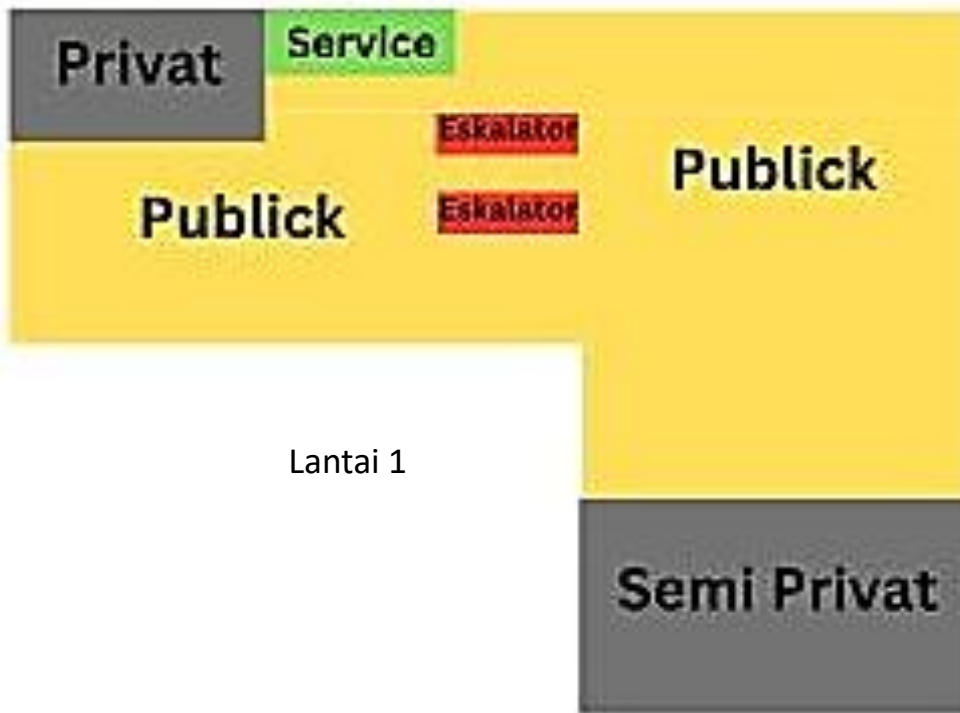 Privat
Service
Eskalator
Publick
Publick
Eskalator
Lantai 1
Semi Privat